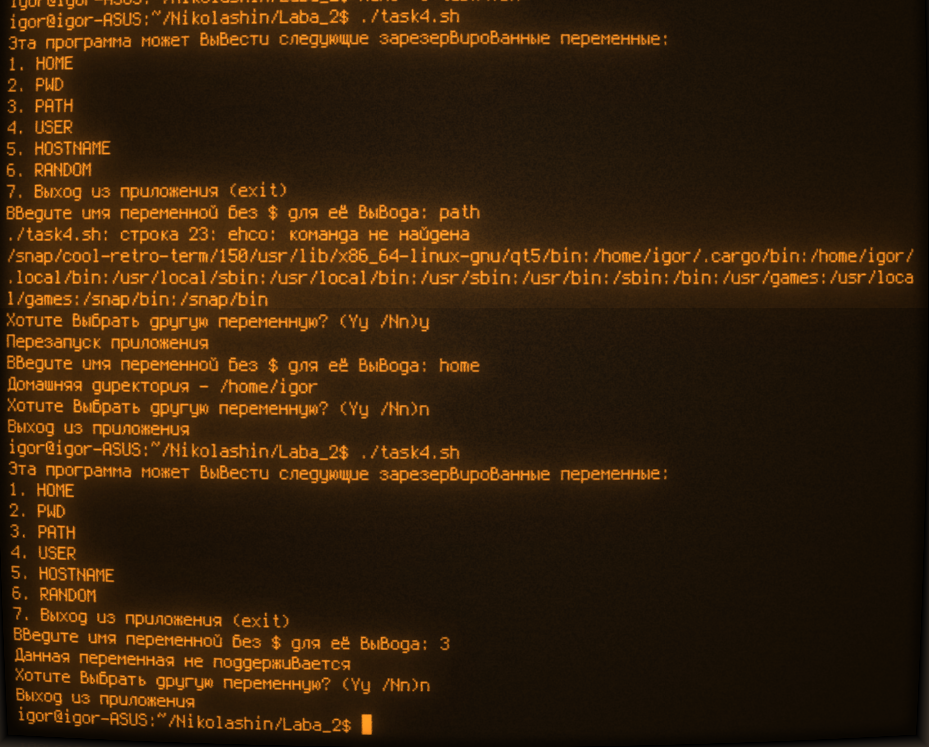 igor@igor-ASUS:~/Nikolashin/Laba_2$ ./task4.sh
Эта программа может вывести следующие зарезервированные переменные:
1. HOME
2. PWD
3. PATH
4. USER
5. HOSTNAME
6. RANDOM
7. Выход из приложения (exit)
Введите имя переменной без $ для её вывода: path
./task4.sh: строка 23: ehco: команда не найдена
/snap/cool-retro-term/150/usr/lib/x86_64-linux-gnu/qt5/bin:/home/igor/.cargo/bin:/home/igor/
.local/bin:/usr/local/sbin:/usr/local/bin:/usr/sbin:/usr/bin:/sbin:/bin:/usr/games:/usr/loca
l/games:/snap/bin:/snap/bin
Хотите выбрать другую переменную? (Yy /Nn)y
Перезапуск приложения
Введите имя переменной без $ для её вывода: home
Домашняя директория - /home/igor
Хотите выбрать другую переменную? (Yy /Nn)n
Выход из приложения
igor@igor-ASUS:~/Nikolashin/Laba_2$ ./task4.sh
Эта программа может вывести следующие зарезервированные переменные:
1. HOME
2. PWD
3. PATH
4. USER
5. HOSTNAME
6. RANDOM
7. Выход из приложения (exit)
Введите имя переменной без $ для её вывода: 3
Данная переменная не поддерживается
Хотите выбрать другую переменную? (Yy /Nn)n
Выход из приложения
igor@igor-ASUS:~/Nikolashin/Laba_2$